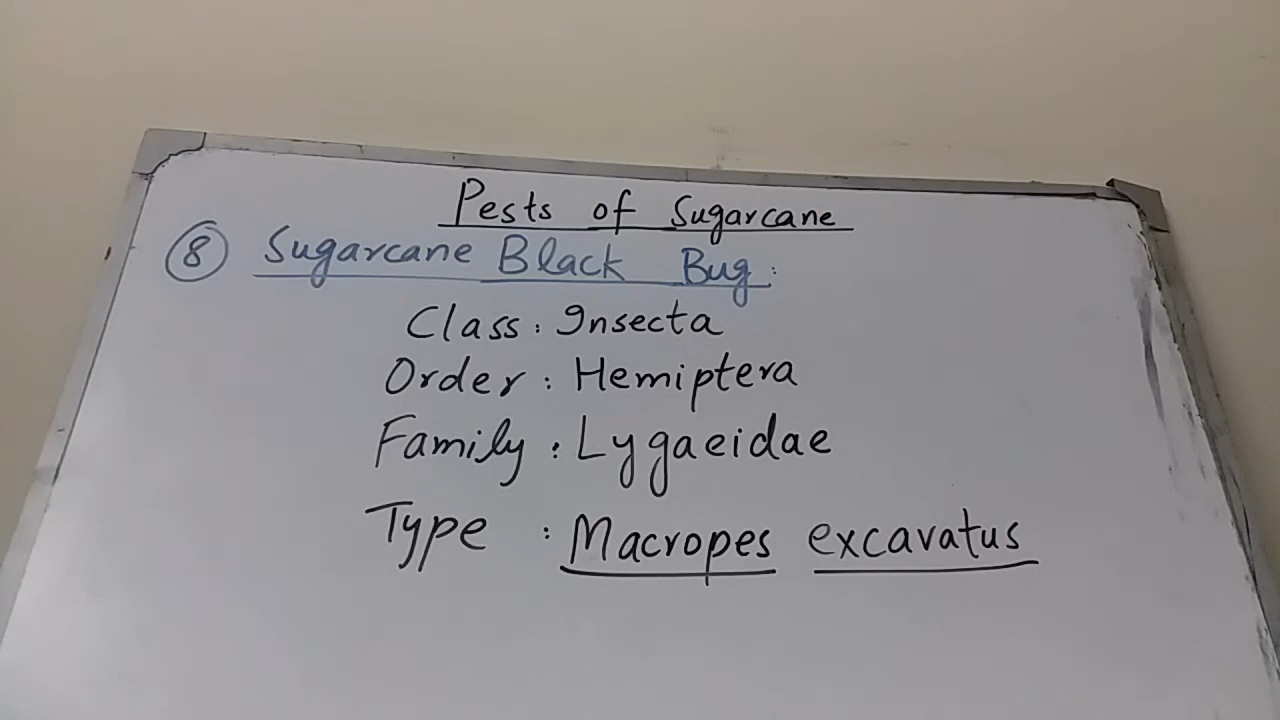 Pests of Sugarcane
8 Sugarcane Black Bug:
Class: Insecta
Order: Hemiptera
Family: Lygaeidae
Type: Macropes excavatus